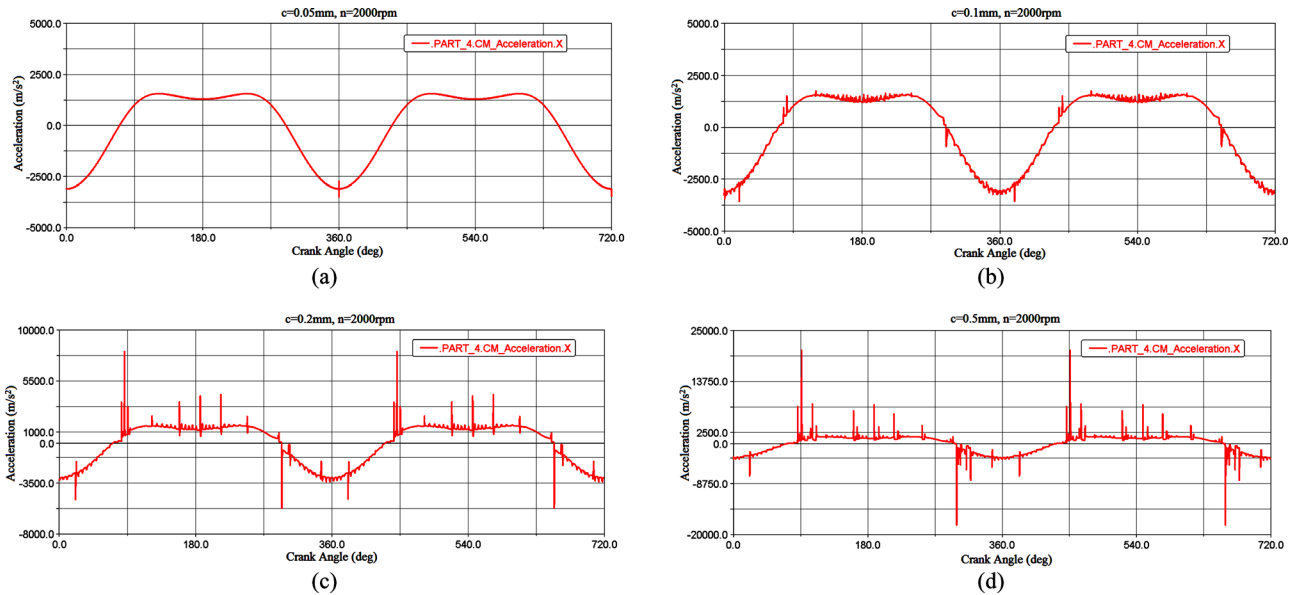 c=0.05mm, n=2000rpm
5000.0
2500.0
0.0
-2500.0
-5000.0
Acceleration (m/s²)
.PART_4.CM_Acceleration.X
0.0 180.0 360.0 540.0 720.0
Crank Angle (deg)
(a)
c=0.1mm, n=2000rpm
5000.0
2500.0
0.0
-2500.0
-5000.0
Acceleration (m/s²)
.PART_4.CM_Acceleration.X
0.0 180.0 360.0 540.0 720.0
Crank Angle (deg)
(b)
c=0.2mm, n=2000rpm
10000.0
5500.0
1000.0
0.0
-3500.0
-8000.0
Acceleration (m/s²)
.PART_4.CM_Acceleration.X
0.0 180.0 360.0 540.0 720.0
Crank Angle (deg)
(c)
c=0.5mm, n=2000rpm
25000.0
13750.0
2500.0
0.0
-8750.0
-20000.0
Acceleration (m/s²)
.PART_4.CM_Acceleration.X
0.0 180.0 360.0 540.0 720.0
Crank Angle (deg)
(d)